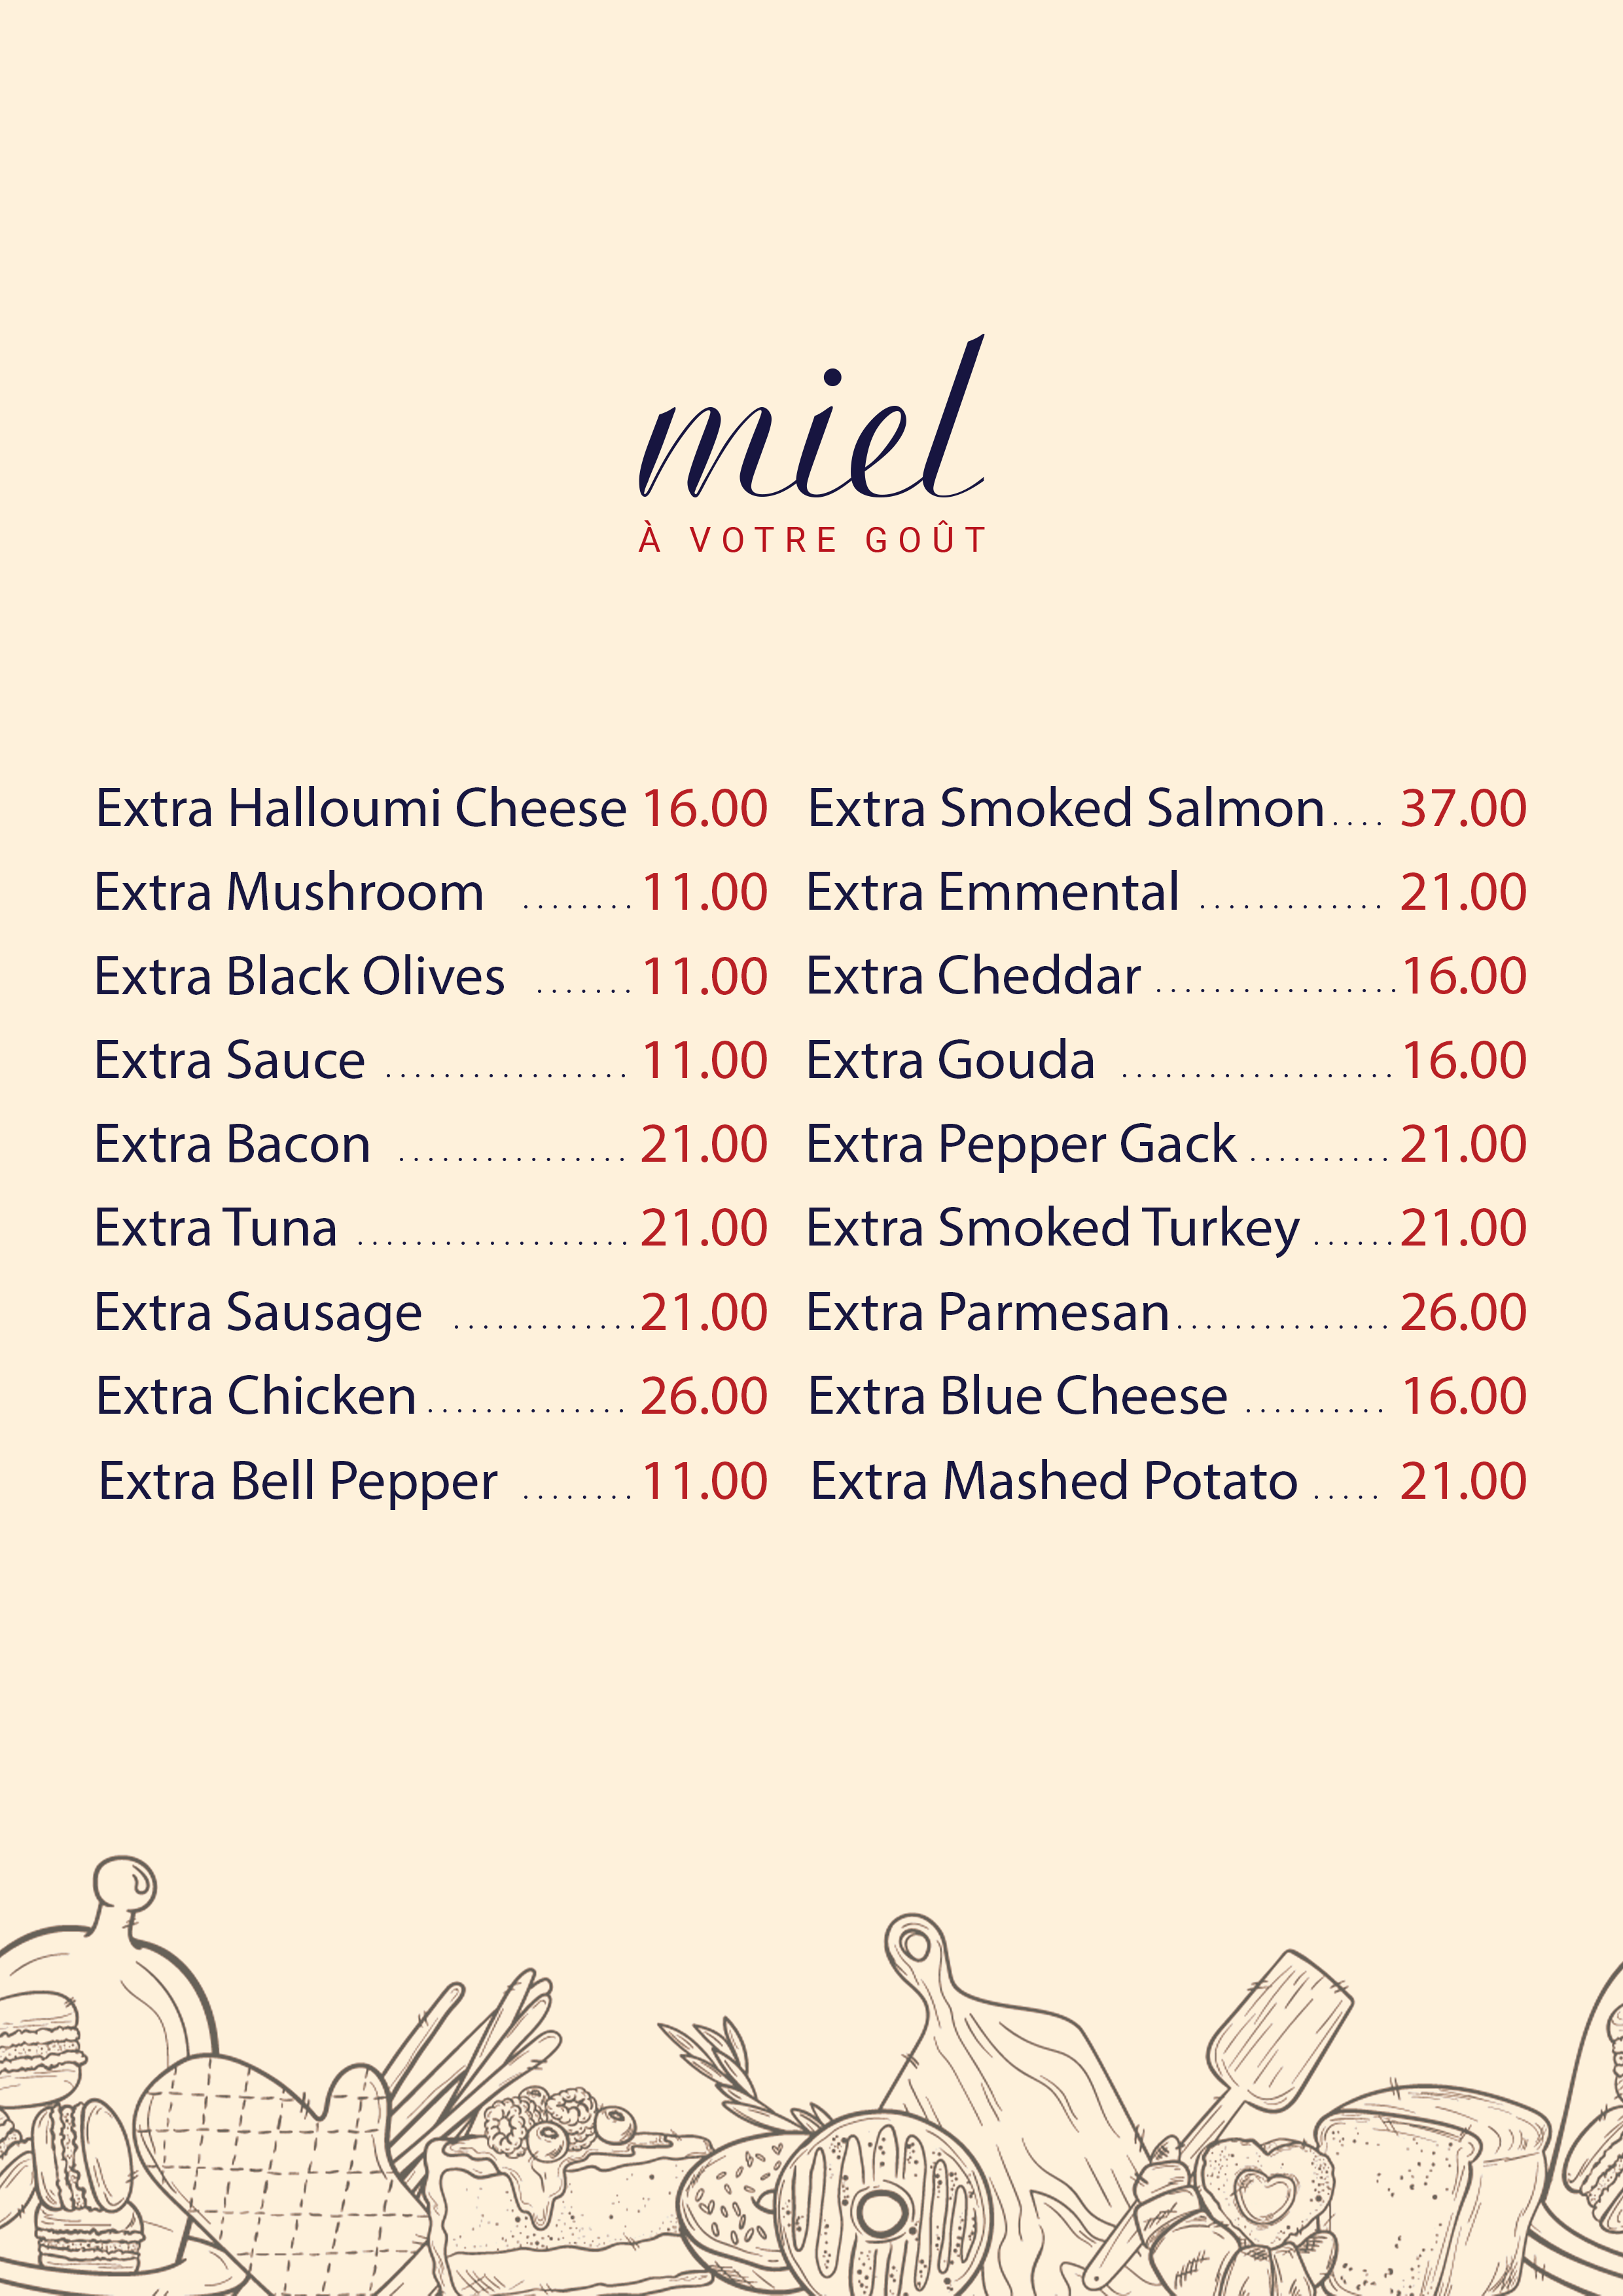 miel
À VOTRE GOÛT
Extra Halloumi Cheese 16.00
Extra Mushroom ........ 11.00
Extra Black Olives ....... 11.00
Extra Sauce ................. 11.00
Extra Bacon ................ 21.00
Extra Tuna ................... 21.00
Extra Sausage ............. 21.00
Extra Chicken .............. 26.00
Extra Bell Pepper ........ 11.00
Extra Smoked Salmon .... 37.00
Extra Emmental ............. 21.00
Extra Cheddar ................. 16.00
Extra Gouda ................... 16.00
Extra Pepper Gack .......... 21.00
Extra Smoked Turkey ...... 21.00
Extra Parmesan ............... 26.00
Extra Blue Cheese .......... 16.00
Extra Mashed Potato ..... 21.00